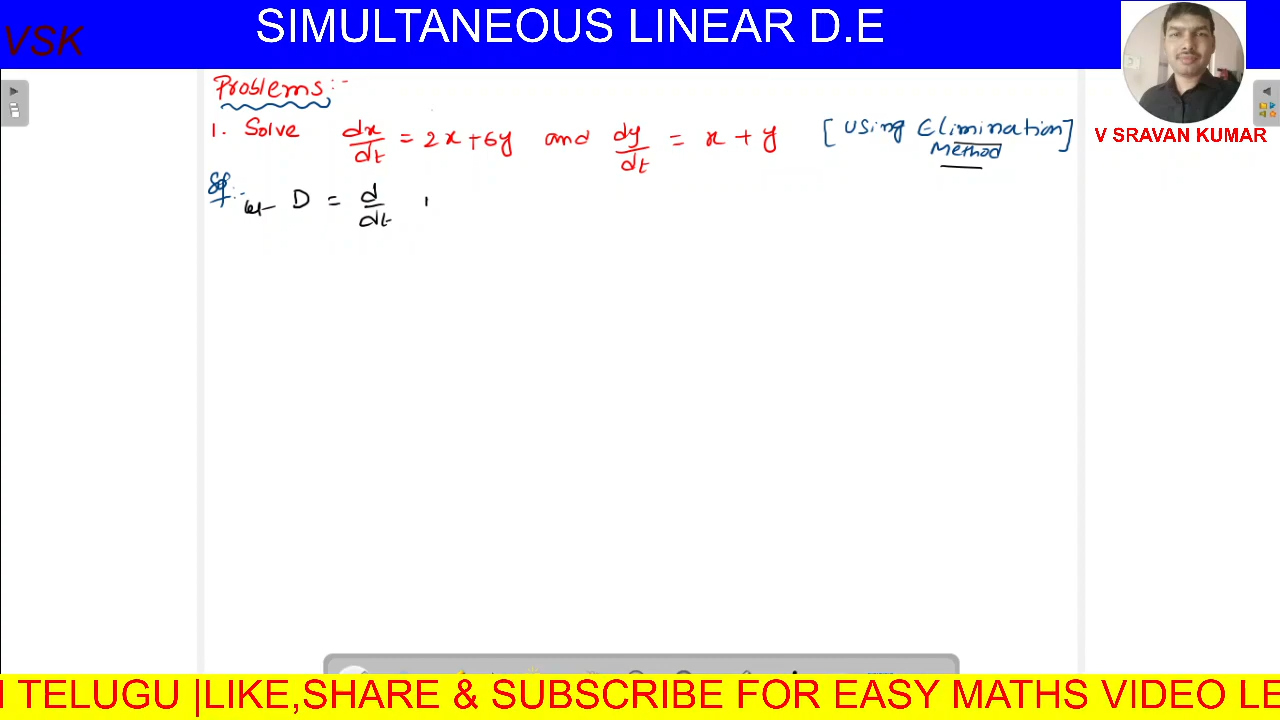 VSK
SIMULTANEOUS LINEAR D.E
Problems:-
1. Solve dx/dt = 2x+6y and dy/dt = x + y [Using Elimination Method]
V SRAVAN KUMAR
Sol:- let D = d/dt
TELUGU |LIKE,SHARE & SUBSCRIBE FOR EASY MATHS VIDEO LE